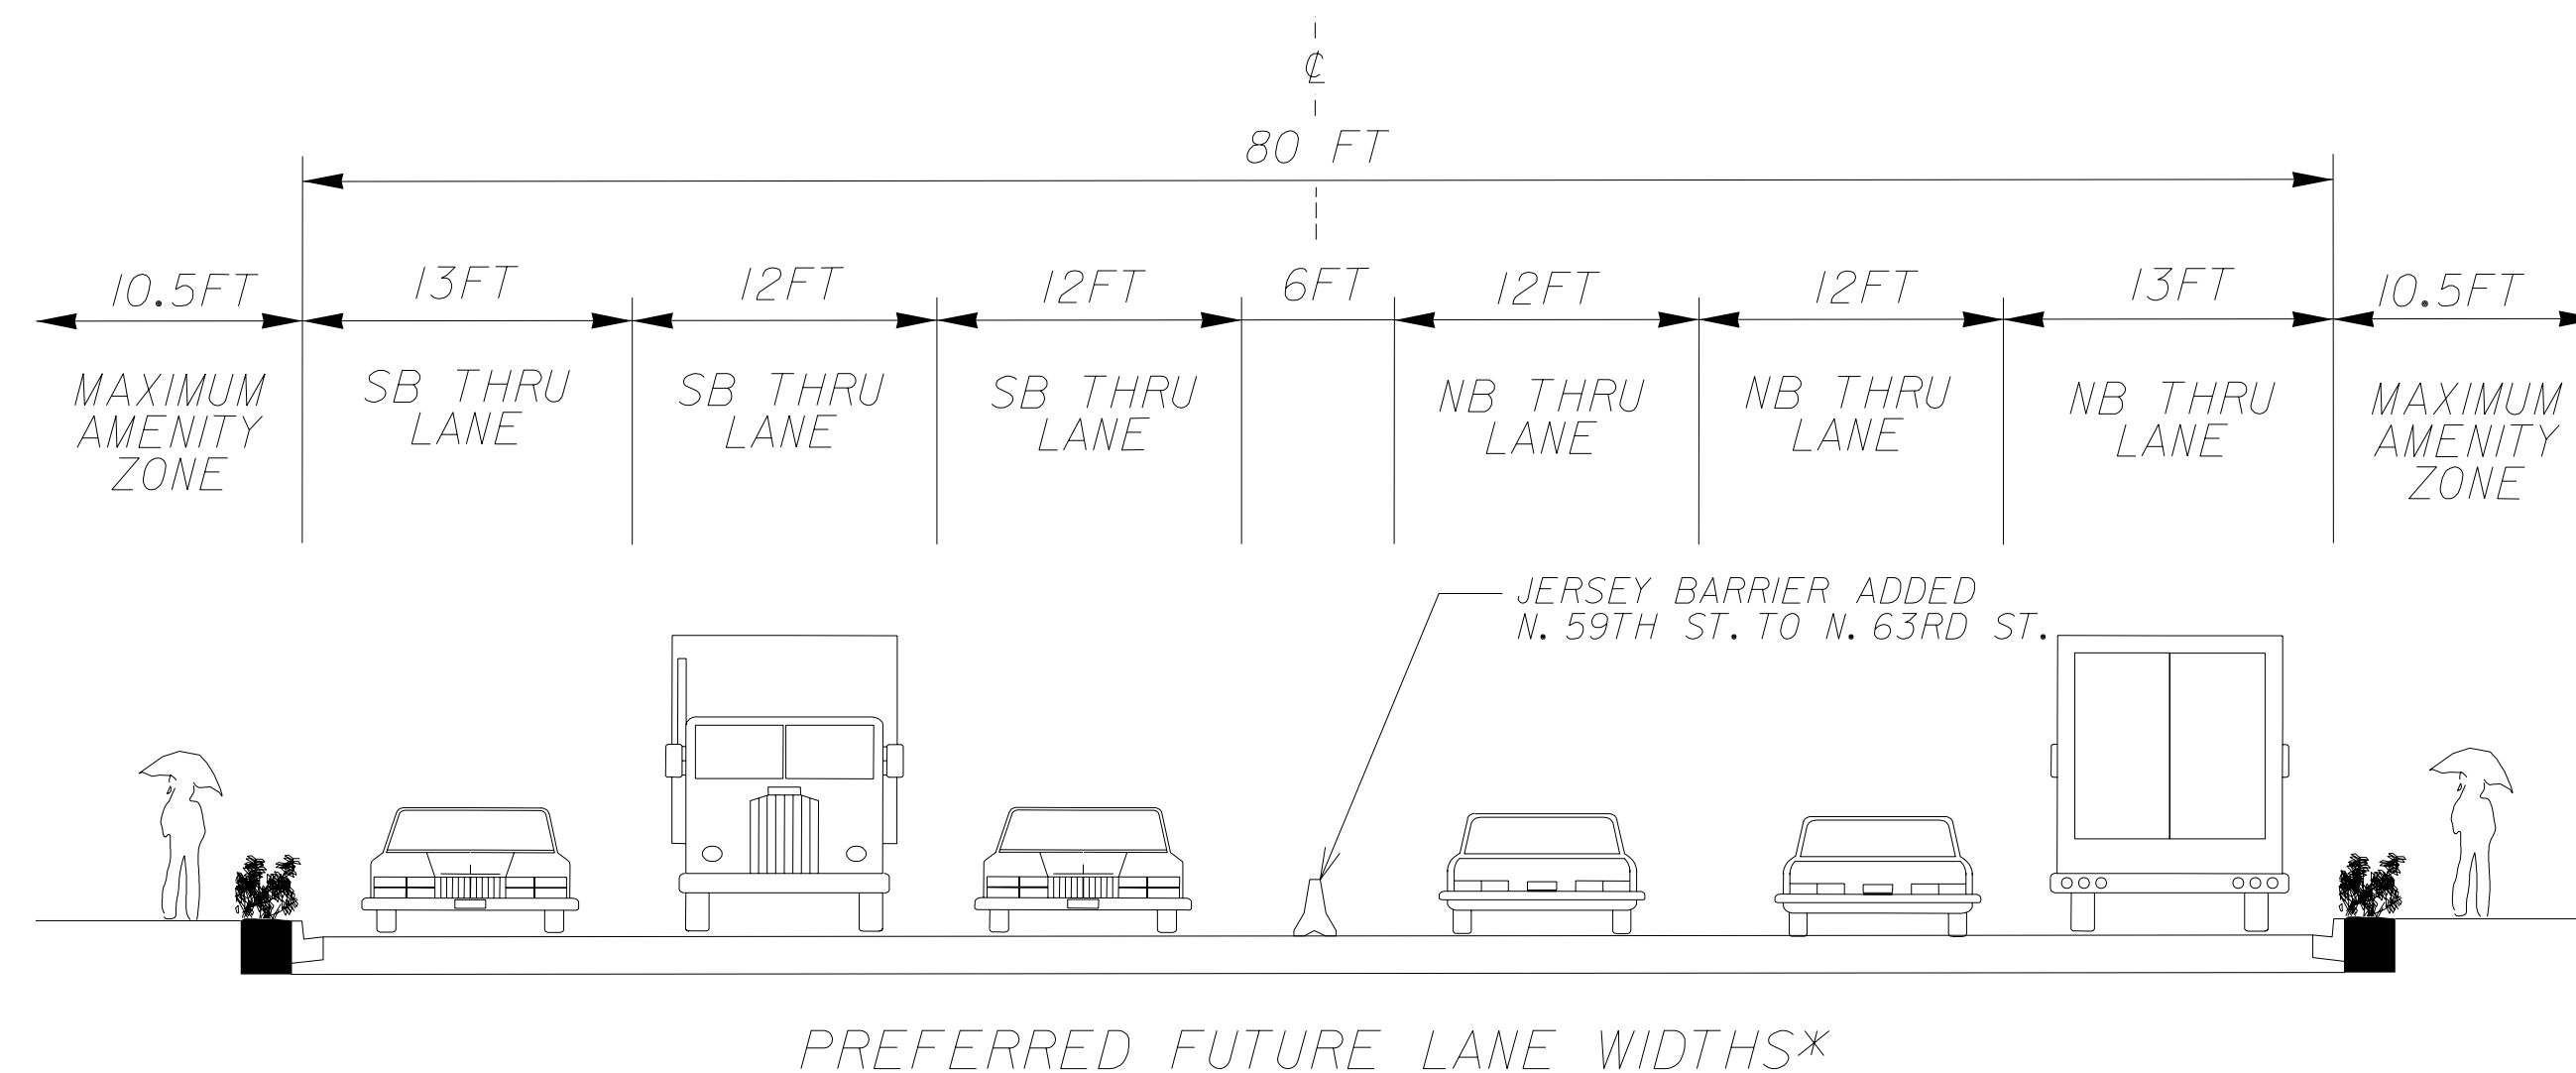 ℄
80 FT
10.5FT
13FT
12FT
12FT
6FT
12FT
12FT
13FT
10.5FT
MAXIMUM
AMENITY
ZONE
SB THRU
LANE
SB THRU
LANE
SB THRU
LANE
NB THRU
LANE
NB THRU
LANE
NB THRU
LANE
MAXIMUM
AMENITY
ZONE
JERSEY BARRIER ADDED
N. 59TH ST. TO N. 63RD ST.
PREFERRED FUTURE LANE WIDTHS*